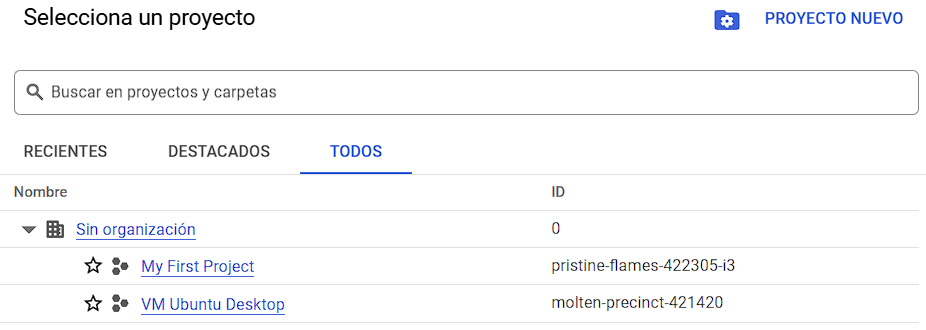 Selecciona un proyecto
PROYECTO NUEVO
Buscar en proyectos y carpetas
RECIENTES DESTACADOS TODOS
Nombre ID
Sin organización 0
My First Project pristine-flames-422305-i3
VM Ubuntu Desktop molten-precinct-421420